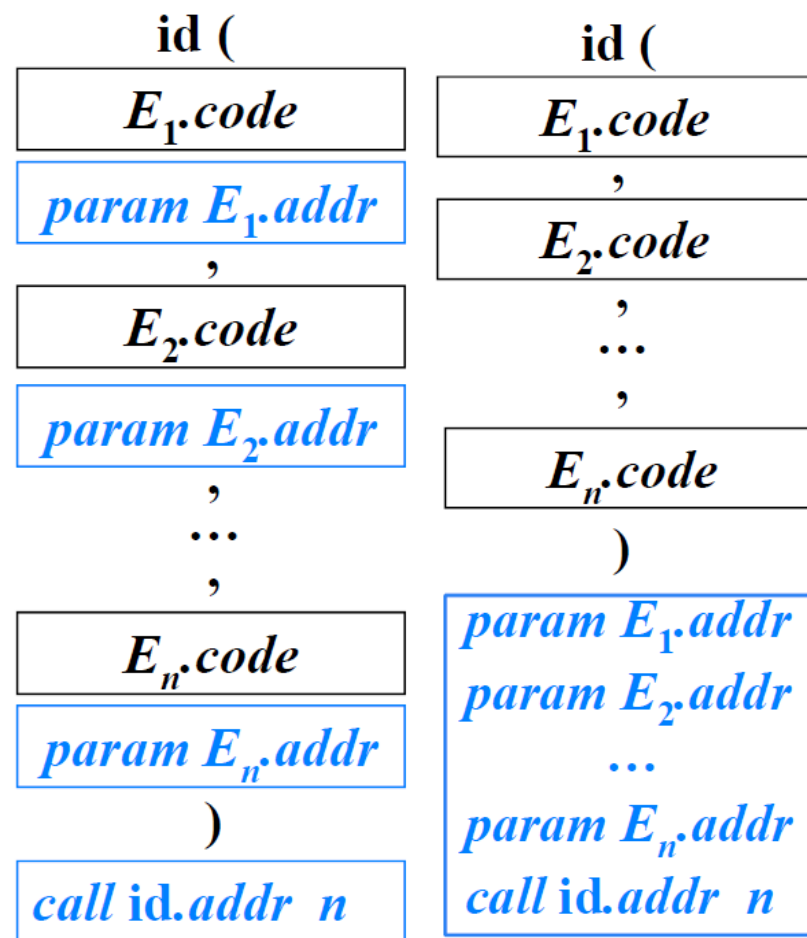 id (
E₁.code
param E₁.addr
,
E₂.code
param E₂.addr
,
...
,
Eₙ.code
param Eₙ.addr
)
call id.addr n
id (
E₁.code
,
E₂.code
,
...
,
Eₙ.code
)
param E₁.addr
param E₂.addr
...
param Eₙ.addr
call id.addr n